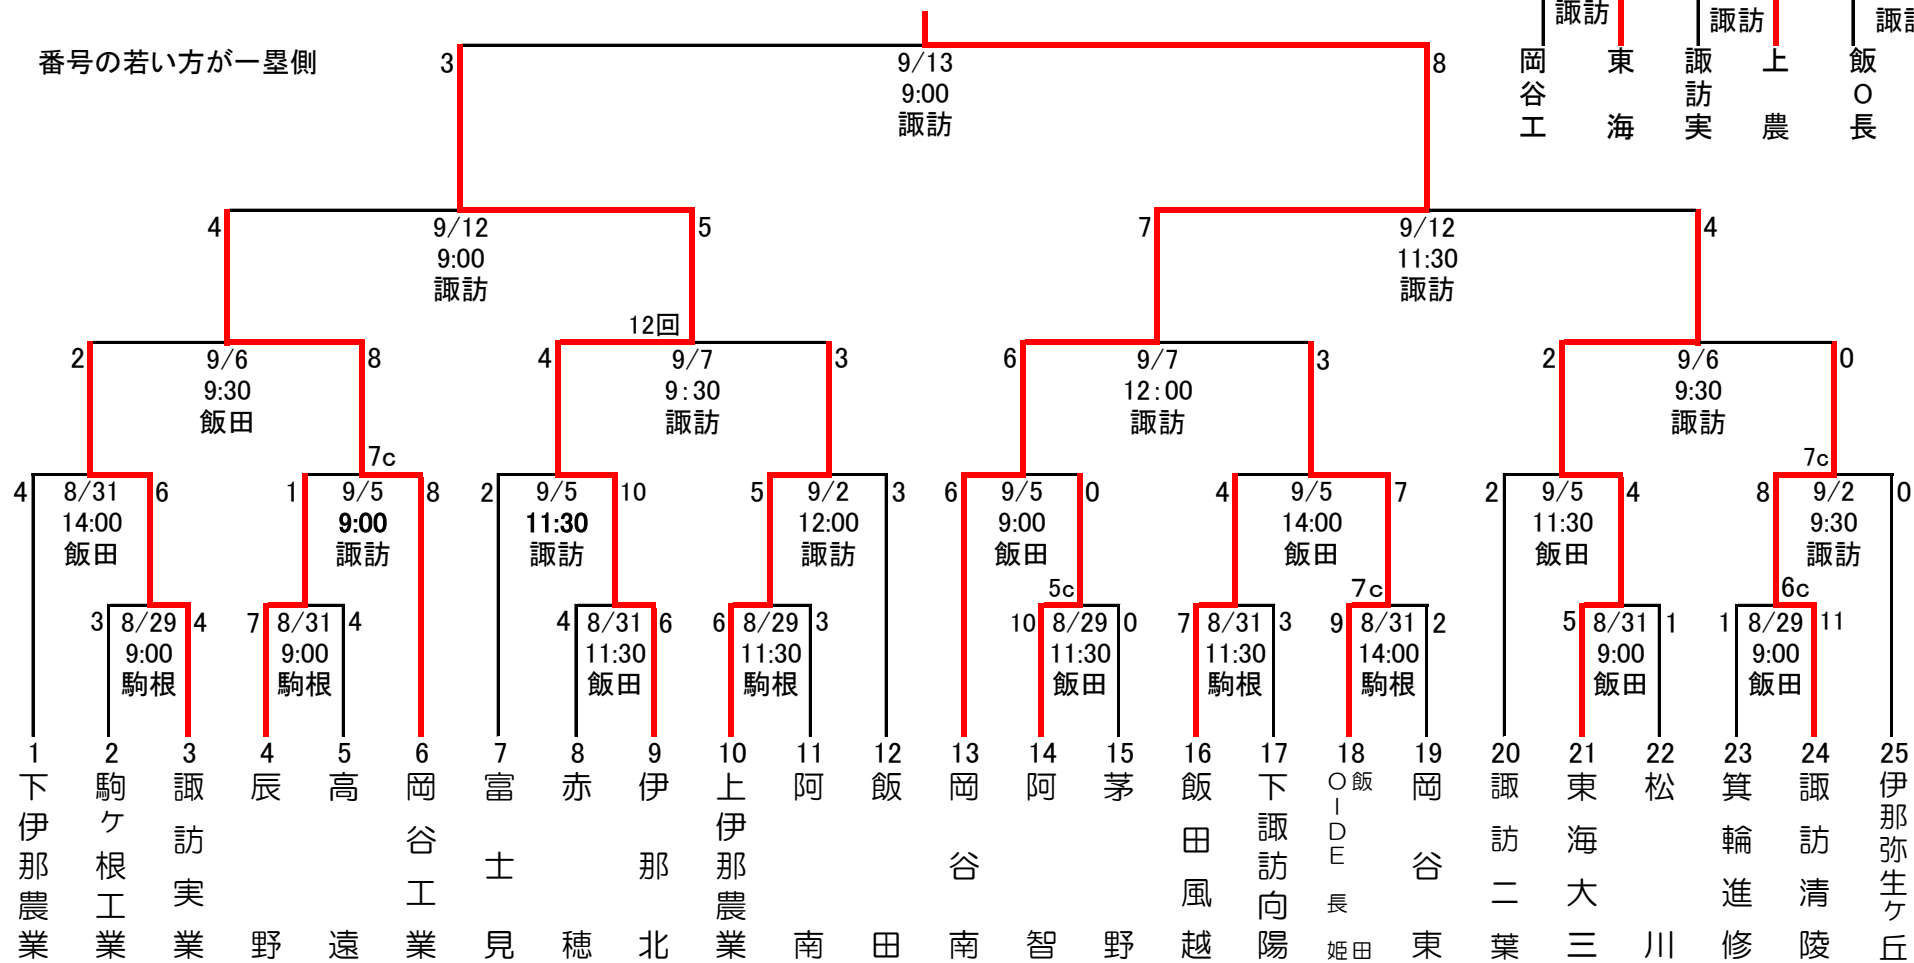 諏訪 諏訪
番号の若い方が一塁側
3 9/13 8
9:00
諏訪
岡谷工 東海 諏訪実 上農 飯O長
4 9/12 5 7 9/12 4
9:00 11:30
諏訪 諏訪
12回
2 9/6 8 4 9/7 3 6 9/7 3 2 9/6 0
9:30 9:30 12:00 9:30
飯田 諏訪 諏訪 諏訪
7c 7c
4 8/31 6 1 9/5 8 2 9/5 10 5 9/2 3 6 9/5 0 4 9/5 7 2 9/5 4 8 9/2 0
14:00 9:00 11:30 12:00 9:00 14:00 11:30 9:30
飯田 諏訪 諏訪 諏訪 飯田 飯田 飯田 諏訪
5c 7c 6c
3 8/29 4 7 8/31 4 4 8/31 6 6 8/29 3 10 8/29 0 7 8/31 3 9 8/31 2 5 8/31 1 1 8/29 11
9:00 9:00 11:30 11:30 11:30 11:30 14:00 9:00 9:00
駒根 駒根 飯田 駒根 飯田 駒根 駒根 飯田 飯田
1 下伊那農業
2 駒ケ根工業
3 諏訪実業
4 辰野
5 高遠
6 岡谷工業
7 富士見
8 赤穂
9 伊那北
10 上伊那農業
11 阿南
12 飯田
13 岡谷南
14 阿智
15 茅野
16 飯田風越
17 下諏訪向陽
18 飯田
OIDE長姫
19 岡谷東
20 諏訪二葉
21 東海大三
22 松川
23 箕輪進修
24 諏訪清陵
25 伊那弥生ケ丘